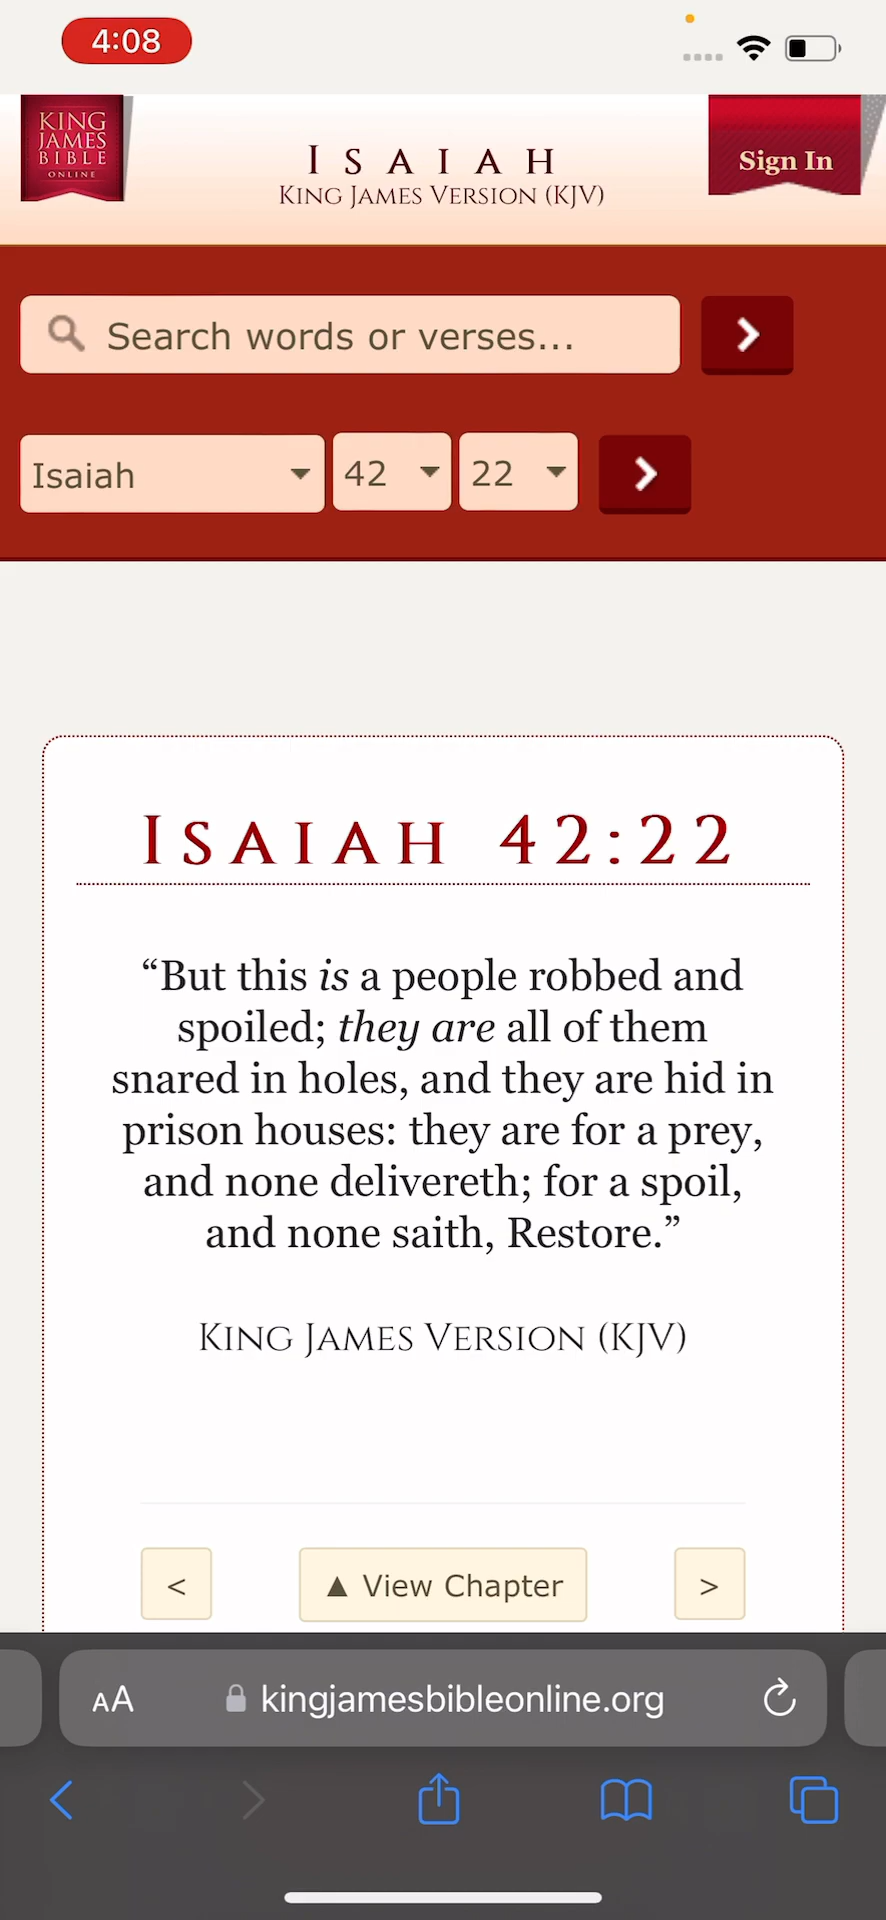 4:08
KING
JAMES
BIBLE
ONLINE
ISAIAH
KING JAMES VERSION (KJV)
Sign In
Search words or verses...
Isaiah 42 22
ISAIAH 42:22
“But this is a people robbed and
spoiled; they are all of them
snared in holes, and they are hid in
prison houses: they are for a prey,
and none delivereth; for a spoil,
and none saith, Restore.”
KING JAMES VERSION (KJV)
< ▲ View Chapter >
AA kingjamesbibleonline.org